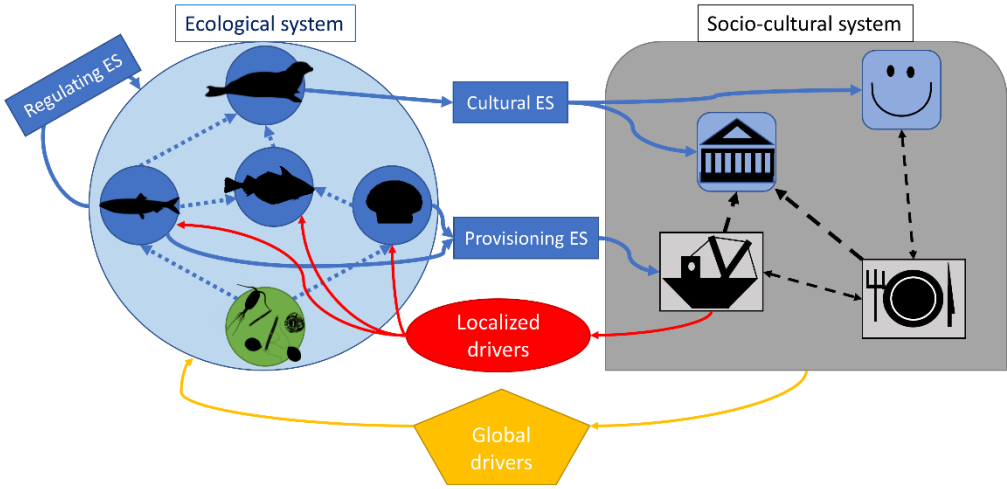 Ecological system
Socio-cultural system
Regulating ES
Cultural ES
Provisioning ES
Localized
drivers
Global
drivers